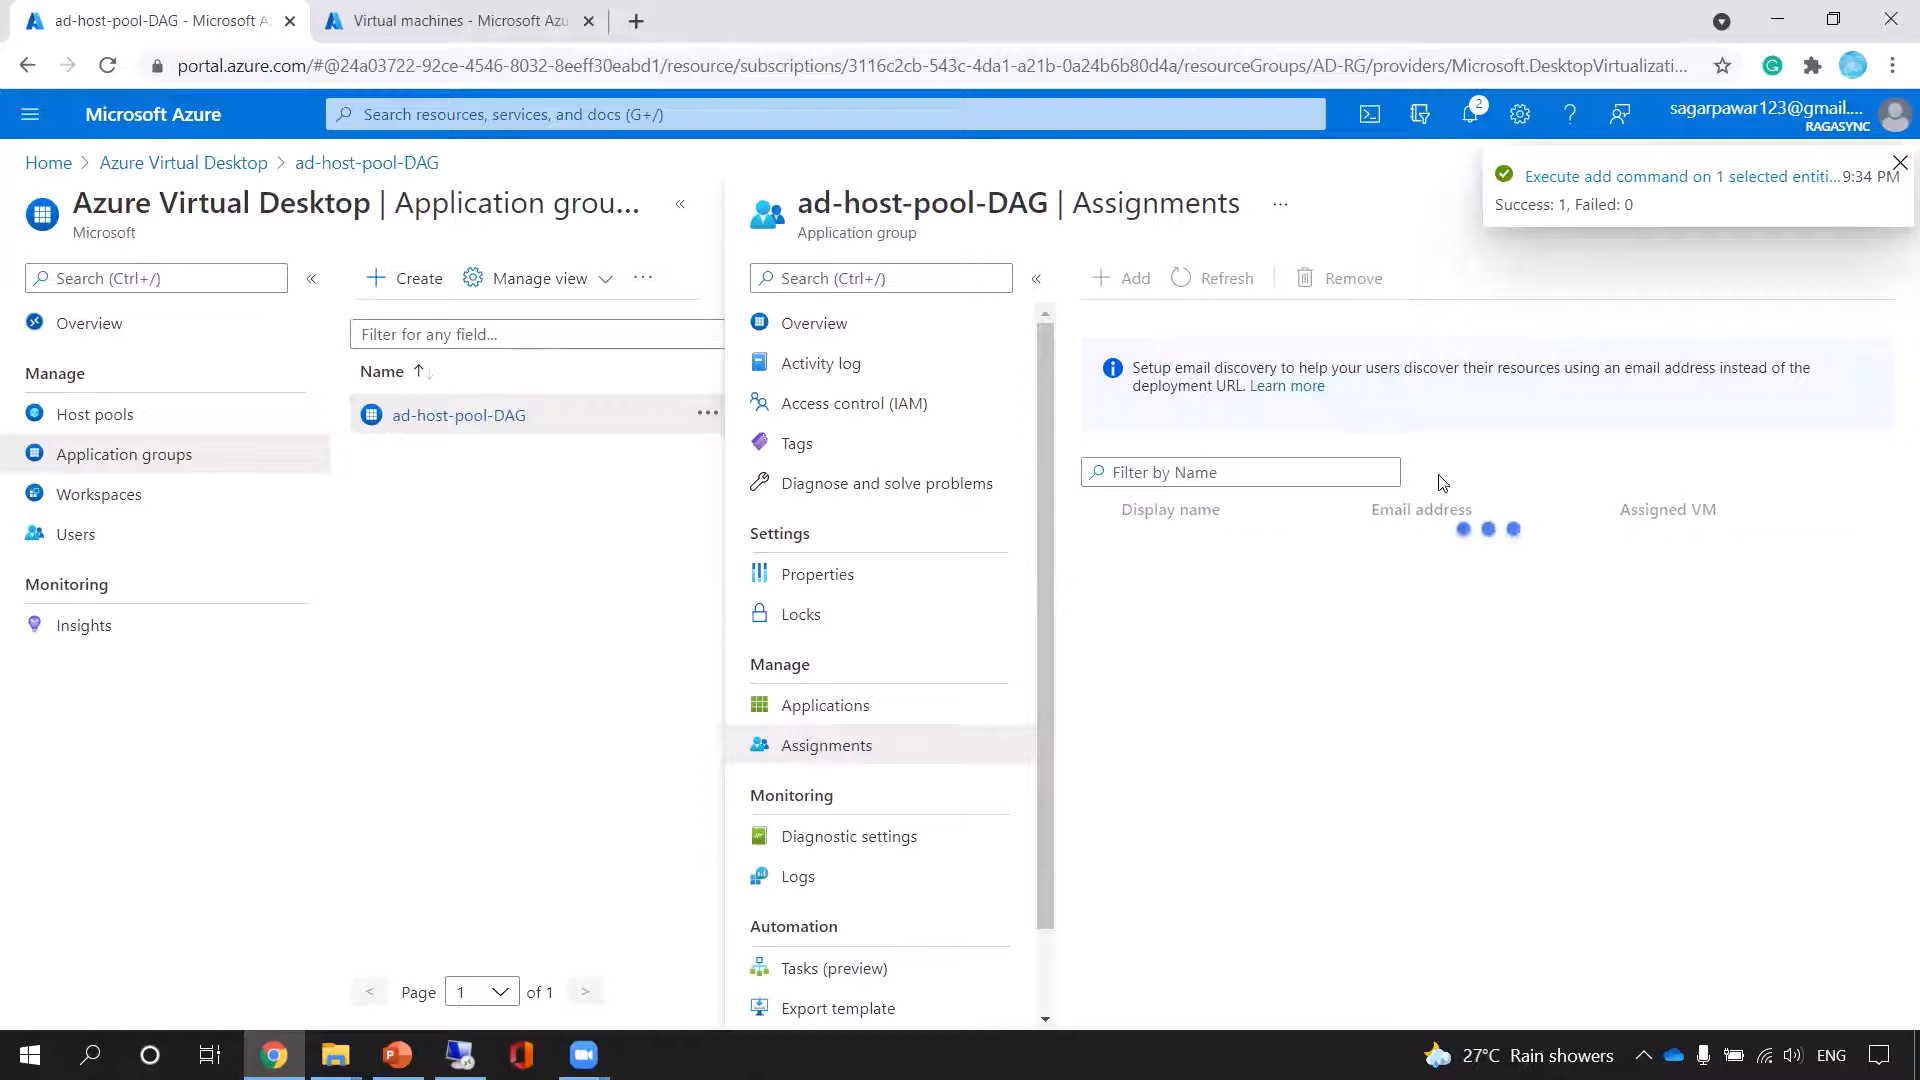 ad-host-pool-DAG - Microsoft A
Virtual machines - Microsoft Azu
portal.azure.com/#@24a03722-92ce-4546-8032-8eeff30eabd1/resource/subscriptions/3116c2cb-543c-4da1-a21b-0a24b6b80d4a/resourceGroups/AD-RG/providers/Microsoft.DesktopVirtualizati...
Microsoft Azure
Search resources, services, and docs (G+/)
2
sagarpawar123@gmail....
RAGASYNC
Home > Azure Virtual Desktop > ad-host-pool-DAG
Execute add command on 1 selected entiti... 9:34 PM
Success: 1, Failed: 0
Azure Virtual Desktop | Application grou...
Microsoft
Search (Ctrl+/)
Overview
Manage
Host pools
Application groups
Workspaces
Users
Monitoring
Insights
Create
Manage view
Filter for any field...
Name
ad-host-pool-DAG
< Page 1 of 1 >
ad-host-pool-DAG | Assignments
Application group
Search (Ctrl+/)
Overview
Activity log
Access control (IAM)
Tags
Diagnose and solve problems
Settings
Properties
Locks
Manage
Applications
Assignments
Monitoring
Diagnostic settings
Logs
Automation
Tasks (preview)
Export template
Add
Refresh
Remove
Setup email discovery to help your users discover their resources using an email address instead of the
deployment URL. Learn more
Filter by Name
Display name
Email address
Assigned VM
27°C Rain showers
ENG